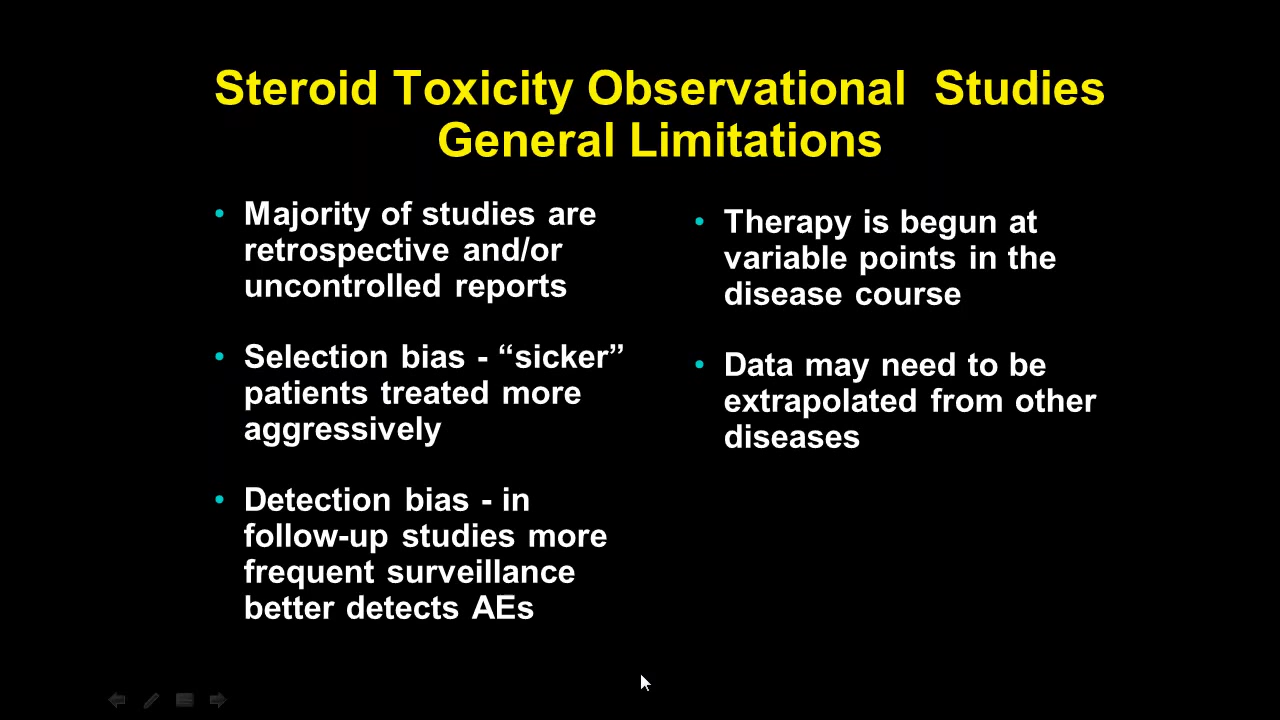 Steroid Toxicity Observational  Studies
General Limitations
• Majority of studies are
retrospective and/or
uncontrolled reports
• Selection bias - “sicker”
patients treated more
aggressively
• Detection bias - in
follow-up studies more
frequent surveillance
better detects AEs
• Therapy is begun at
variable points in the
disease course
• Data may need to be
extrapolated from other
diseases